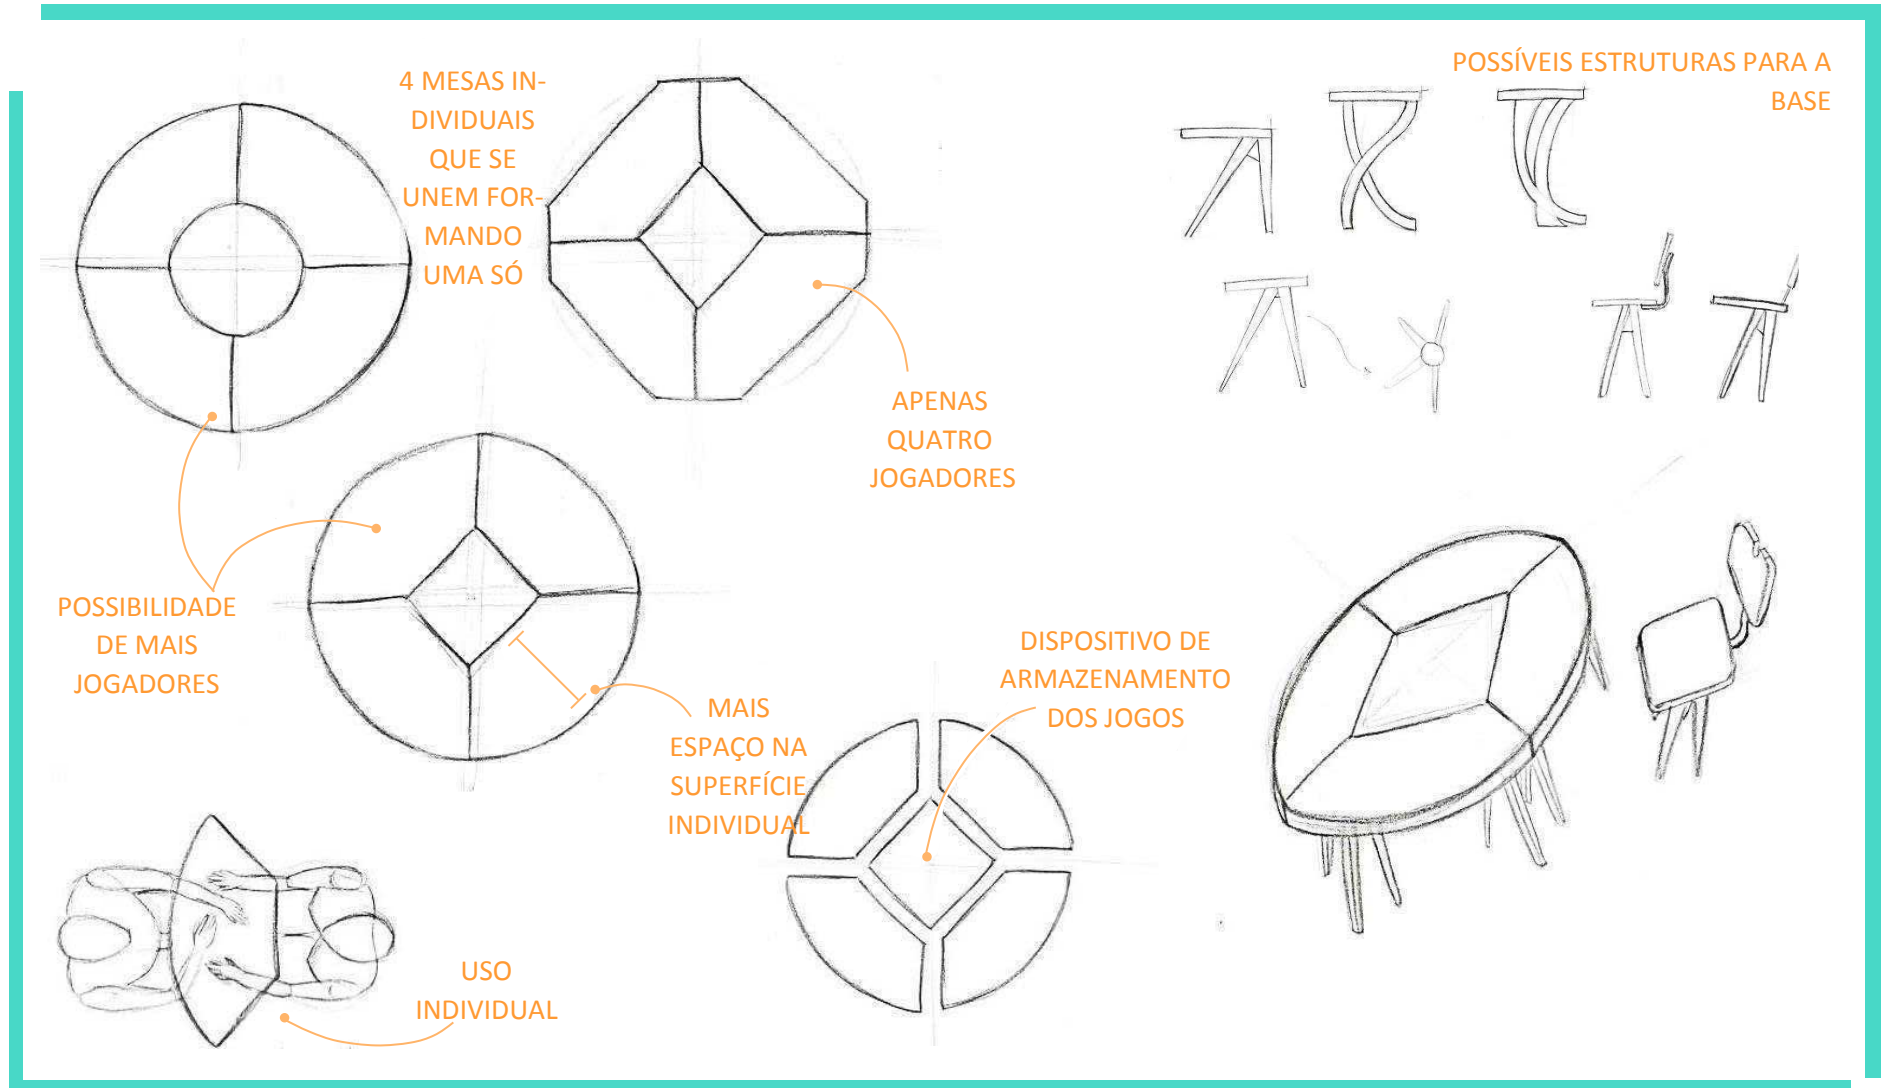 4 MESAS IN-
DIVIDUAIS
QUE SE
UNEM FOR-
MANDO
UMA SÓ
POSSÍVEIS ESTRUTURAS PARA A
BASE
APENAS
QUATRO
JOGADORES
POSSIBILIDADE
DE MAIS
JOGADORES
MAIS
ESPAÇO NA
SUPERFÍCIE
INDIVIDUAL
DISPOSITIVO DE
ARMAZENAMENTO
DOS JOGOS
USO
INDIVIDUAL